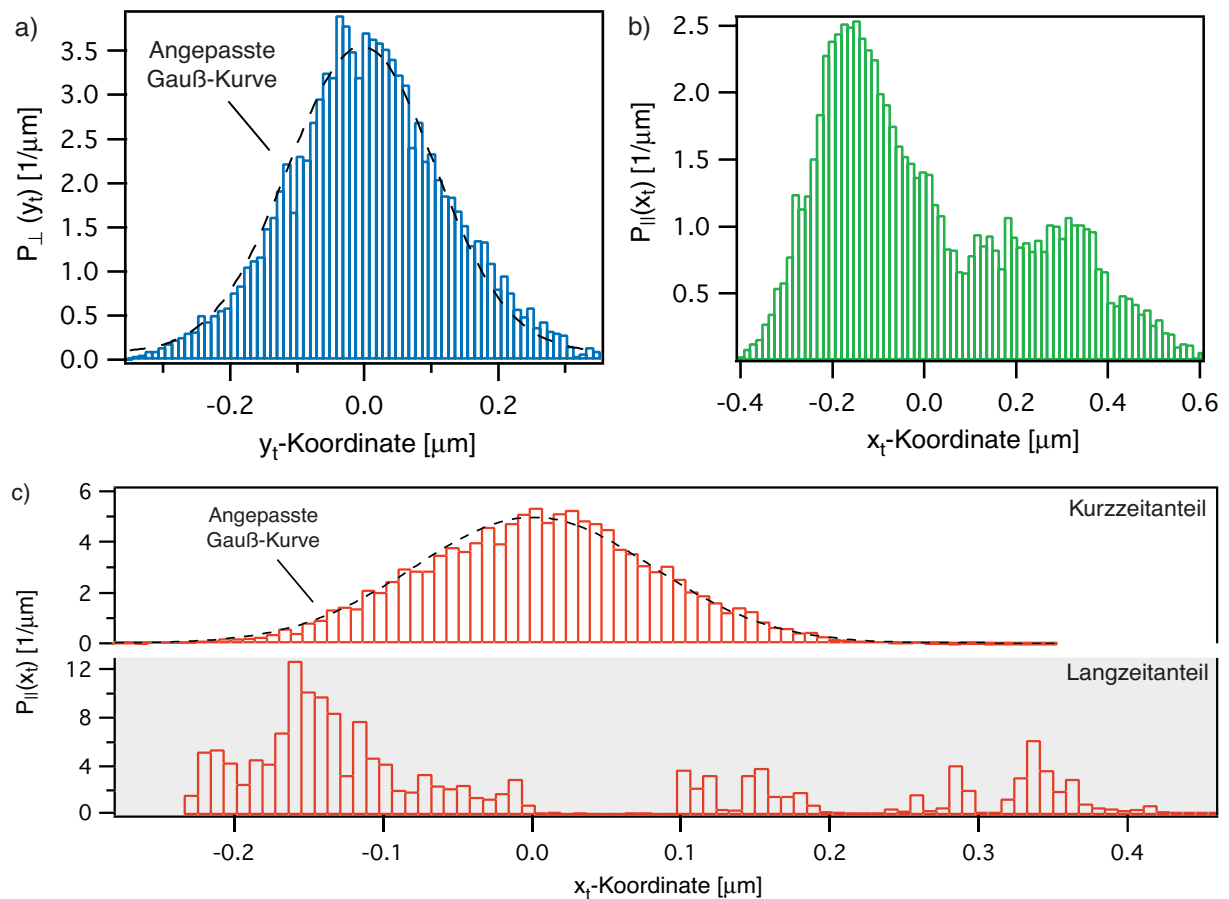 a)
Angepasste
Gauß-Kurve
P⊥ (yt) [1/µm]
3.5
3.0
2.5
2.0
1.5
1.0
0.5
0.0
-0.2
0.0
0.2
yt-Koordinate [µm]
b)
P||(xt) [1/µm]
2.5
2.0
1.5
1.0
0.5
-0.4
-0.2
0.0
0.2
0.4
0.6
xt-Koordinate [µm]
c)
Kurzzeitanteil
Angepasste
Gauß-Kurve
P||(xt) [1/µm]
6
4
2
0
Langzeitanteil
12
8
4
0
-0.2
-0.1
0.0
0.1
0.2
0.3
0.4
xt-Koordinate [µm]